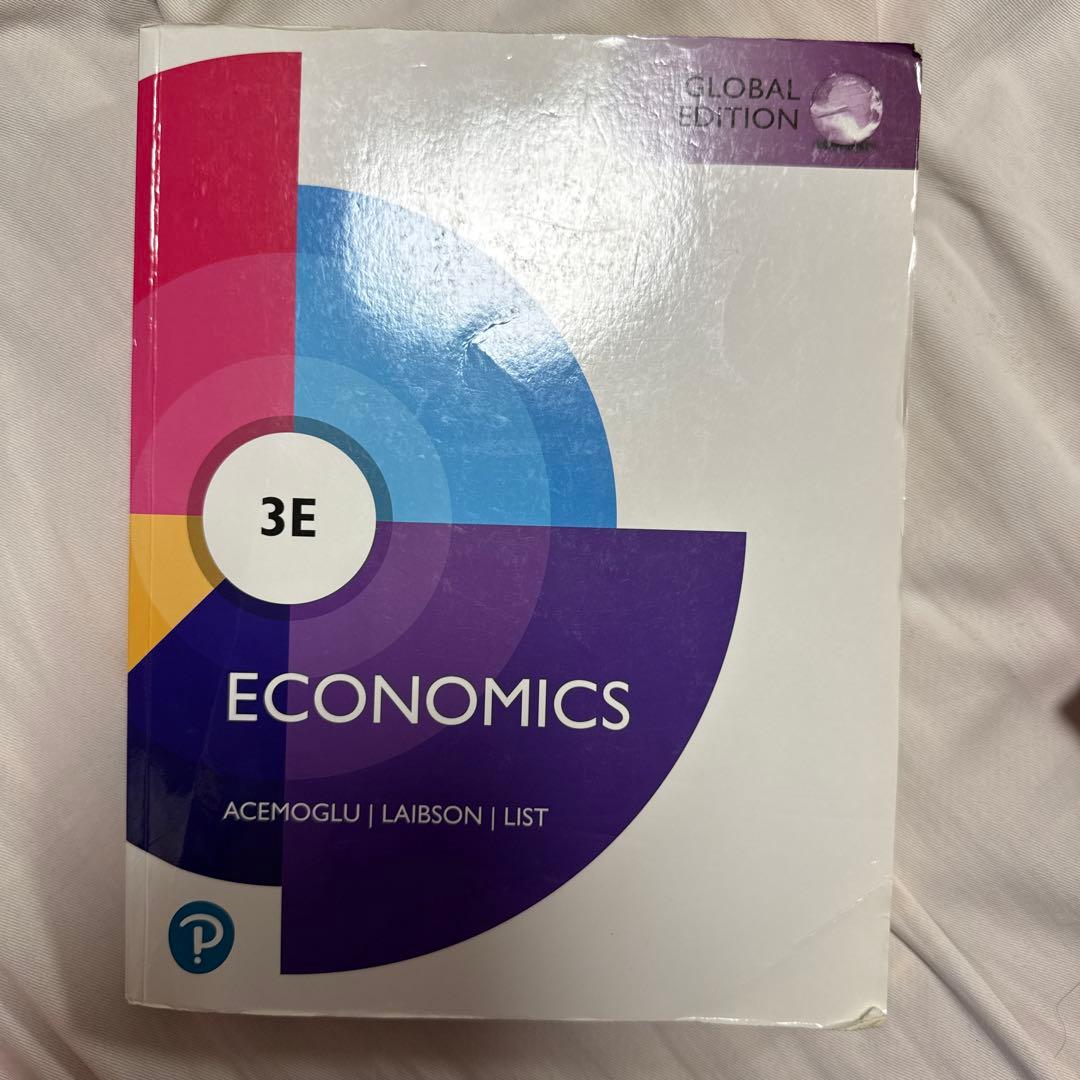 GLOBAL
EDITION
3E
ECONOMICS
ACEMOGLU | LAIBSON | LIST
P